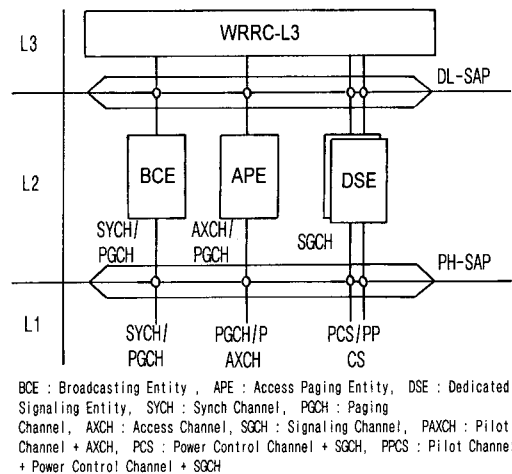 L3
WRRC-L3
DL-SAP
L2
BCE
APE
DSE
SYCH/
PGCH
AXCH/
PGCH
SGCH
PH-SAP
L1
SYCH/
PGCH
PGCH/P
AXCH
PCS/PP
CS
BCE : Broadcasting Entity , APE : Access Paging Entity, DSE : Dedicated
Signaling Entity, SYCH : Synch Channel, PGCH : Paging
Channel, AXCH : Access Channel, SGCH : Signaling Channel, PAXCH : Pilot
Channel + AXCH, PCS : Power Control Channel + SGCH, PPCS : Pilot Channel
+ Power Control Channel + SGCH